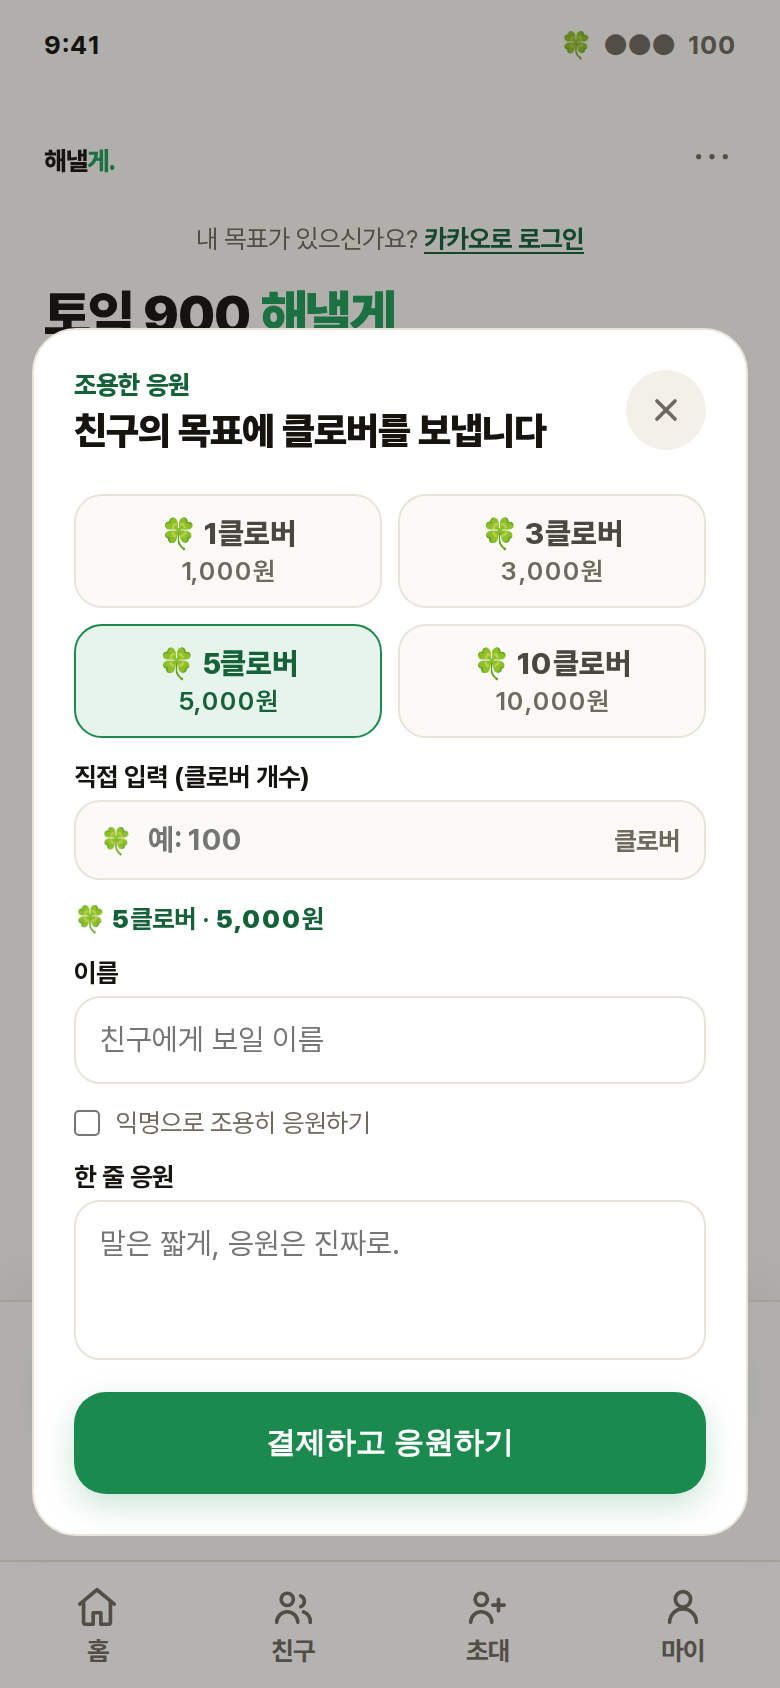 9:41
100
해낼게.
내 목표가 있으신가요? 카카오로 로그인
토익 900 해낼게
조용한 응원
친구의 목표에 클로버를 보냅니다
1클로버
1,000원
3클로버
3,000원
5클로버
5,000원
10클로버
10,000원
직접 입력 (클로버 개수)
예: 100
클로버
5클로버 · 5,000원
이름
친구에게 보일 이름
익명으로 조용히 응원하기
한 줄 응원
말은 짧게, 응원은 진짜로.
결제하고 응원하기
홈
친구
초대
마이